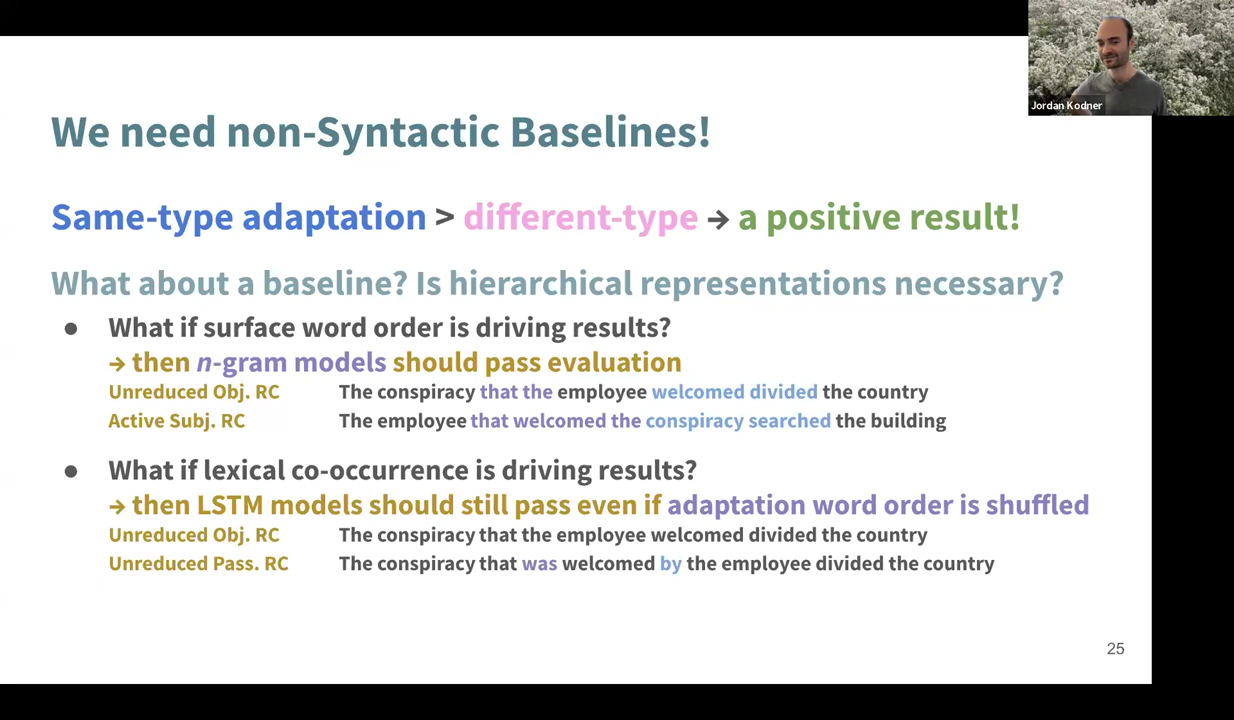 Jordan Kodner
We need non-Syntactic Baselines!
Same-type adaptation > different-type → a positive result!
What about a baseline? Is hierarchical representations necessary?
● What if surface word order is driving results?
→ then n-gram models should pass evaluation
Unreduced Obj. RC The conspiracy that the employee welcomed divided the country
Active Subj. RC The employee that welcomed the conspiracy searched the building
● What if lexical co-occurrence is driving results?
→ then LSTM models should still pass even if adaptation word order is shuffled
Unreduced Obj. RC The conspiracy that the employee welcomed divided the country
Unreduced Pass. RC The conspiracy that was welcomed by the employee divided the country
25